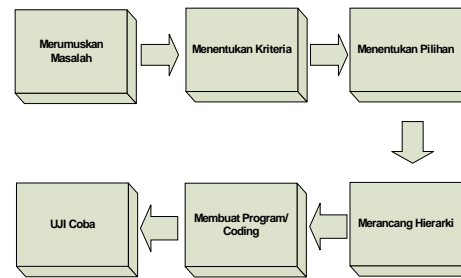 Merumuskan
Masalah
Menentukan Kriteria
Menentukan Pilihan
Merancang Hierarki
Membuat Program/
Coding
UJI Coba